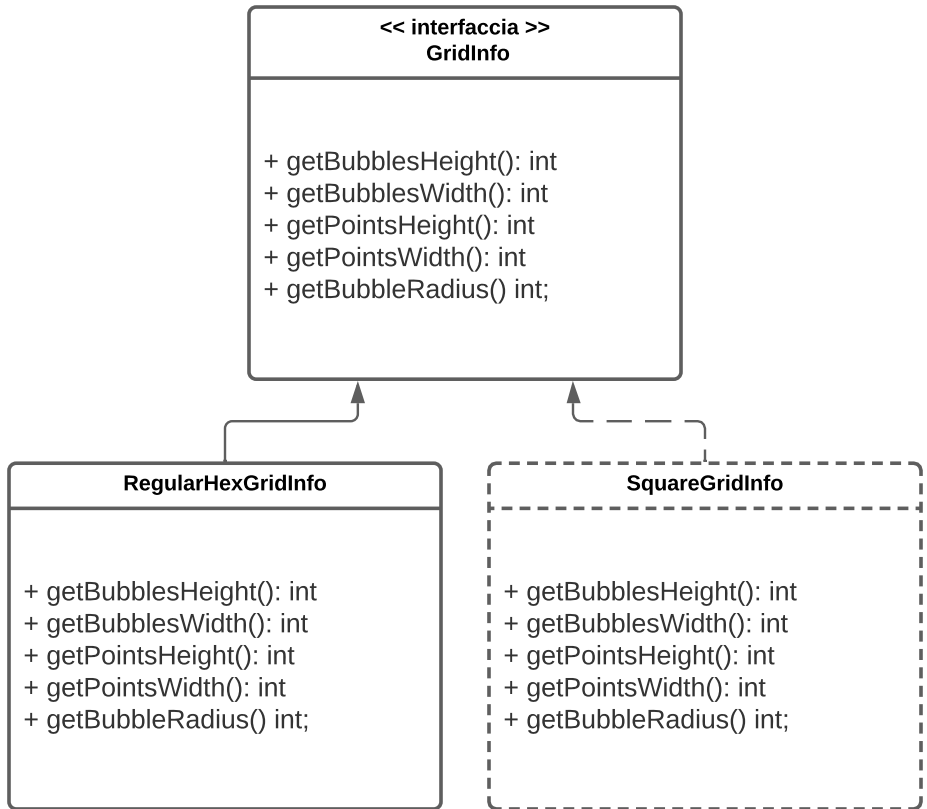 << interfaccia >>
GridInfo
+ getBubblesHeight(): int
+ getBubblesWidth(): int
+ getPointsHeight(): int
+ getPointsWidth(): int
+ getBubbleRadius() int;
RegularHexGridInfo
+ getBubblesHeight(): int
+ getBubblesWidth(): int
+ getPointsHeight(): int
+ getPointsWidth(): int
+ getBubbleRadius() int;
SquareGridInfo
+ getBubblesHeight(): int
+ getBubblesWidth(): int
+ getPointsHeight(): int
+ getPointsWidth(): int
+ getBubbleRadius() int;